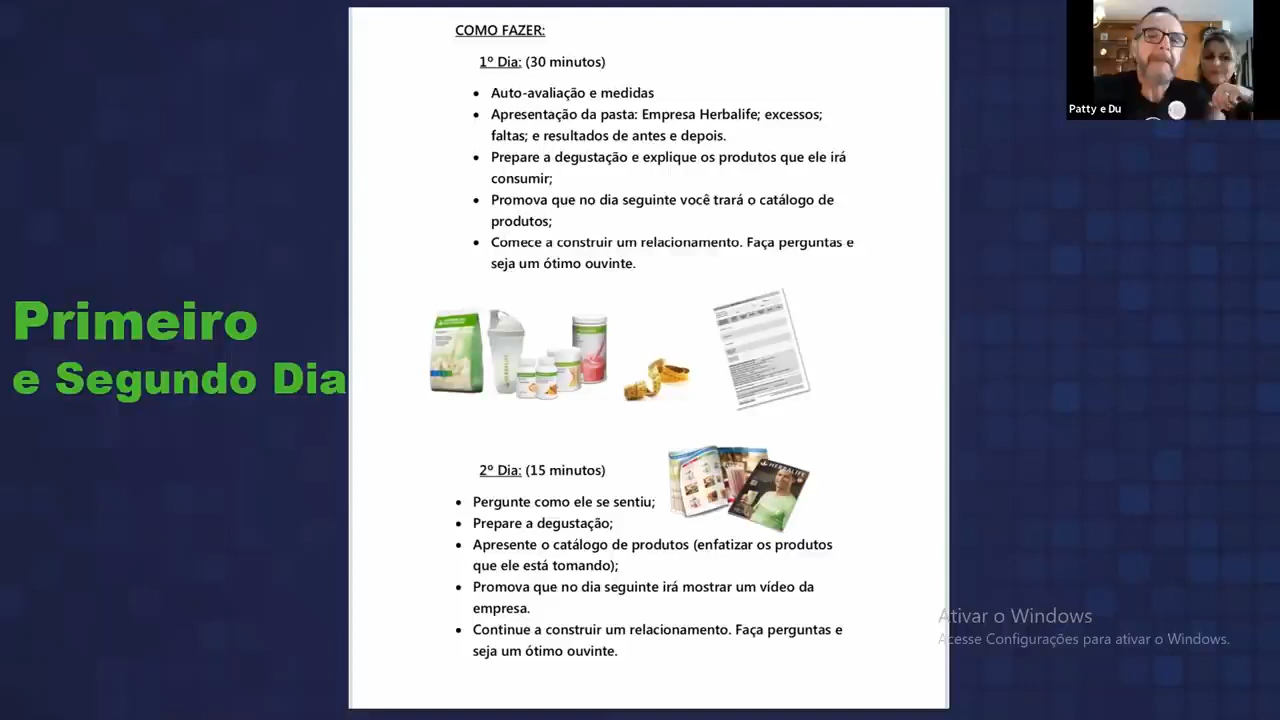 COMO FAZER:
1º Dia: (30 minutos)
Auto-avaliação e medidas
Apresentação da pasta: Empresa Herbalife; excessos;
faltas; e resultados de antes e depois.
Prepare a degustação e explique os produtos que ele irá
consumir;
Promova que no dia seguinte você trará o catálogo de
produtos;
Comece a construir um relacionamento. Faça perguntas e
seja um ótimo ouvinte.
Primeiro
e Segundo Dia
2º Dia: (15 minutos)
Pergunte como ele se sentiu;
Prepare a degustação;
Apresente o catálogo de produtos (enfatizar os produtos
que ele está tomando);
Promova que no dia seguinte irá mostrar um vídeo da
empresa.
Continue a construir um relacionamento. Faça perguntas e
seja um ótimo ouvinte.
HERBALIFE
Patty e Du
Ativar o Windows
Acesse Configurações para ativar o Windows.